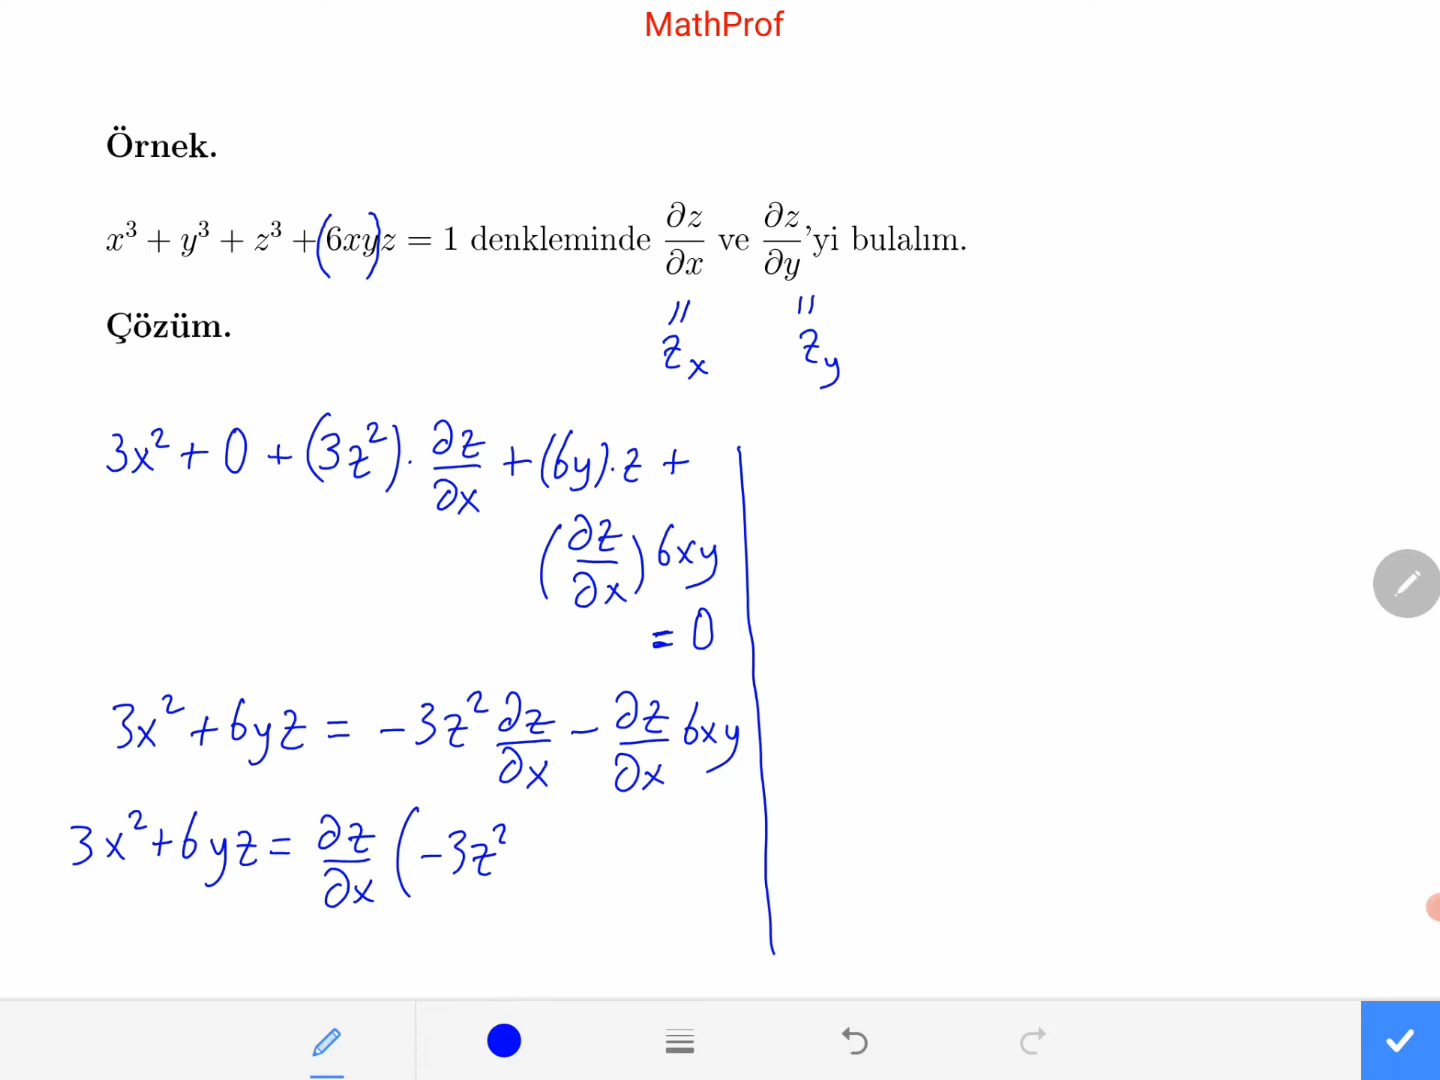 MathProf
Örnek.
x³ + y³ + z³ + (6xy)z = 1 denkleminde ∂z/∂x ve ∂z/∂y 'yi bulalım.
Çözüm.
= z_x = z_y
3x² + 0 + (3z²) · ∂z/∂x + (6y) · z +
(∂z/∂x) 6xy
= 0
3x² + 6yz = -3z² ∂z/∂x - ∂z/∂x 6xy
3x² + 6yz = ∂z/∂x (-3z²